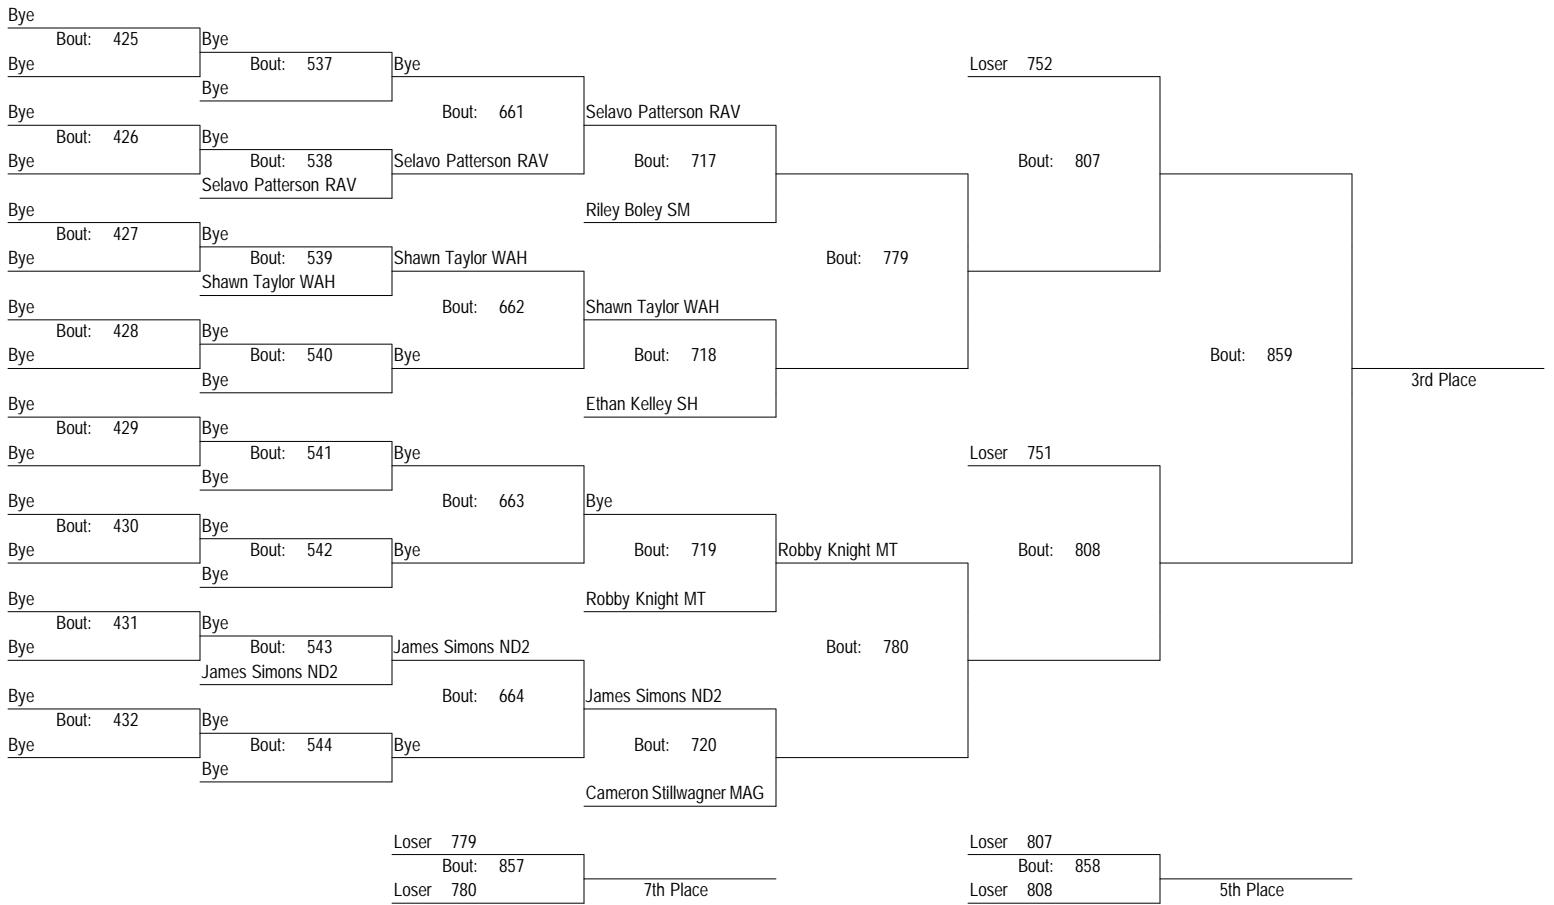 Bye
Bout: 425 Bye
Bye Bout: 537 Bye Loser 752
Bye
Bye Bout: 661 Selavo Patterson RAV
Bout: 426 Bye
Bye Bout: 538 Selavo Patterson RAV Bout: 717 Bout: 807
Selavo Patterson RAV
Bye Riley Boley SM
Bout: 427 Bye
Bye Bout: 539 Shawn Taylor WAH Bout: 779
Shawn Taylor WAH
Bye Bout: 662 Shawn Taylor WAH
Bout: 428 Bye
Bye Bout: 540 Bye Bout: 718 Bout: 859
Bye 3rd Place
Bye Ethan Kelley SH
Bout: 429 Bye
Bye Bout: 541 Bye Loser 751
Bye
Bye Bout: 663 Bye
Bout: 430 Bye
Bye Bout: 542 Bye Bout: 719 Robby Knight MT Bout: 808
Bye
Bye Robby Knight MT
Bout: 431 Bye
Bye Bout: 543 James Simons ND2 Bout: 780
James Simons ND2
Bye Bout: 664 James Simons ND2
Bout: 432 Bye
Bye Bout: 544 Bye Bout: 720
Bye
Cameron Stillwagner MAG
Loser 779 Loser 807
Bout: 857 Bout: 858
Loser 780 7th Place Loser 808 5th Place